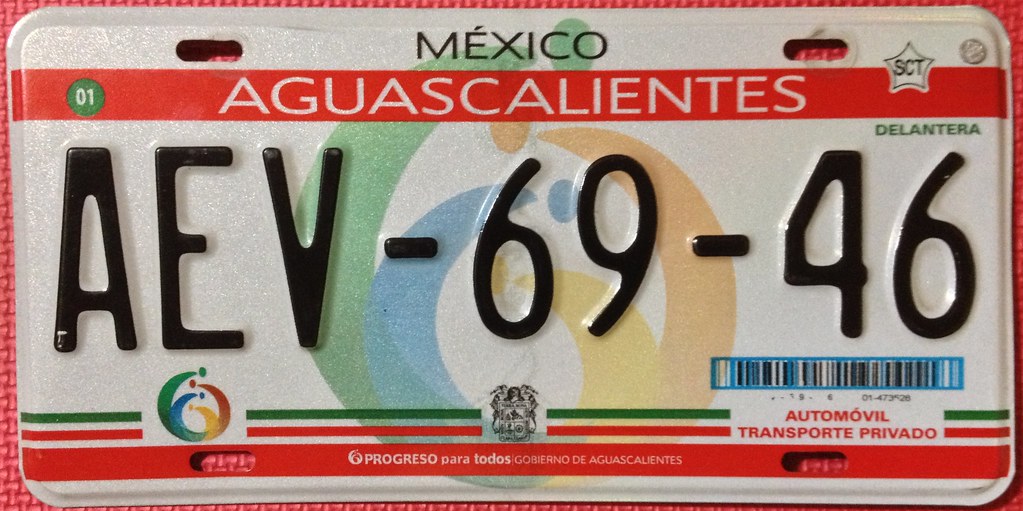 MÉXICO
SCT
01
AGUASCALIENTES
DELANTERA
AEV-69-46
AUTOMÓVIL
TRANSPORTE PRIVADO
PROGRESO para todos|GOBIERNO DE AGUASCALIENTES